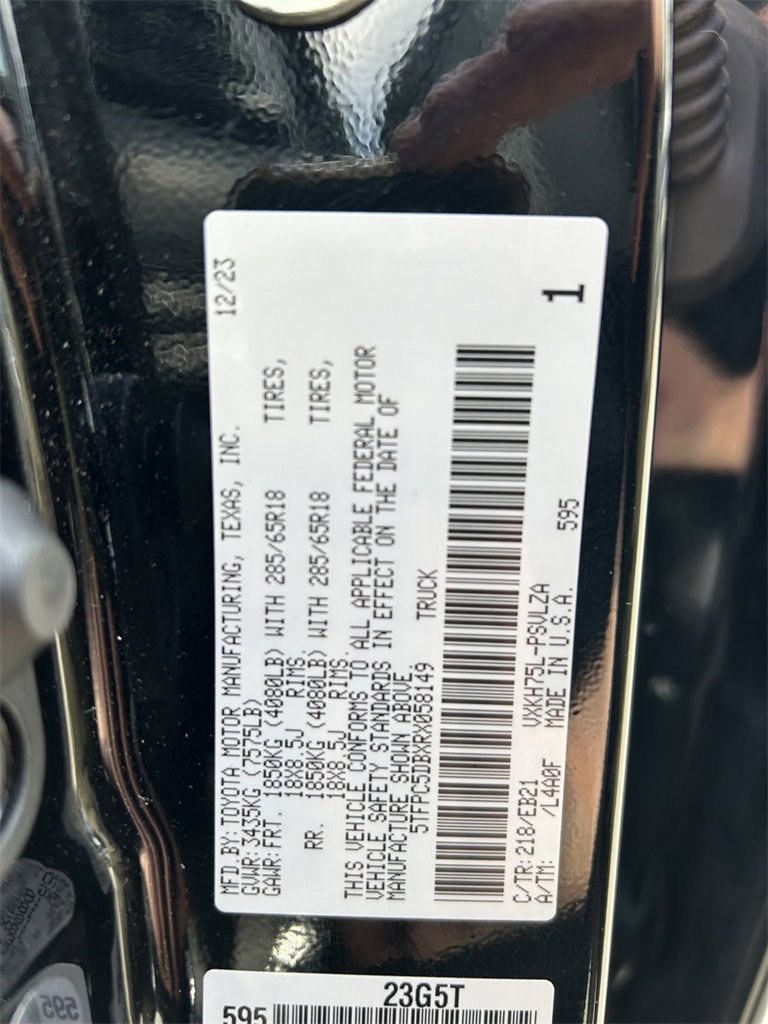 MFD.BY:TOYOTA MOTOR MANUFACTURING, TEXAS, INC. 12/23
GVWR:3435KG (7575LB)
GAWR:FRT. 1850KG (4080LB) WITH 285/65R18 TIRES,
18X8.5J RIMS.
RR. 1850KG (4080LB) WITH 285/65R18 TIRES,
18X8.5J RIMS.
THIS VEHICLE CONFORMS TO ALL APPLICABLE FEDERAL MOTOR
VEHICLE SAFETY STANDARDS IN EFFECT ON THE DATE OF
MANUFACTURE SHOWN ABOVE.
5TFPC5DBXRX058149 TRUCK
C/TR:218/EB21 VXKH75L-PSVLZA
A/TM: /L4A0F MADE IN U.S.A. 595
1
23G5T
595
595